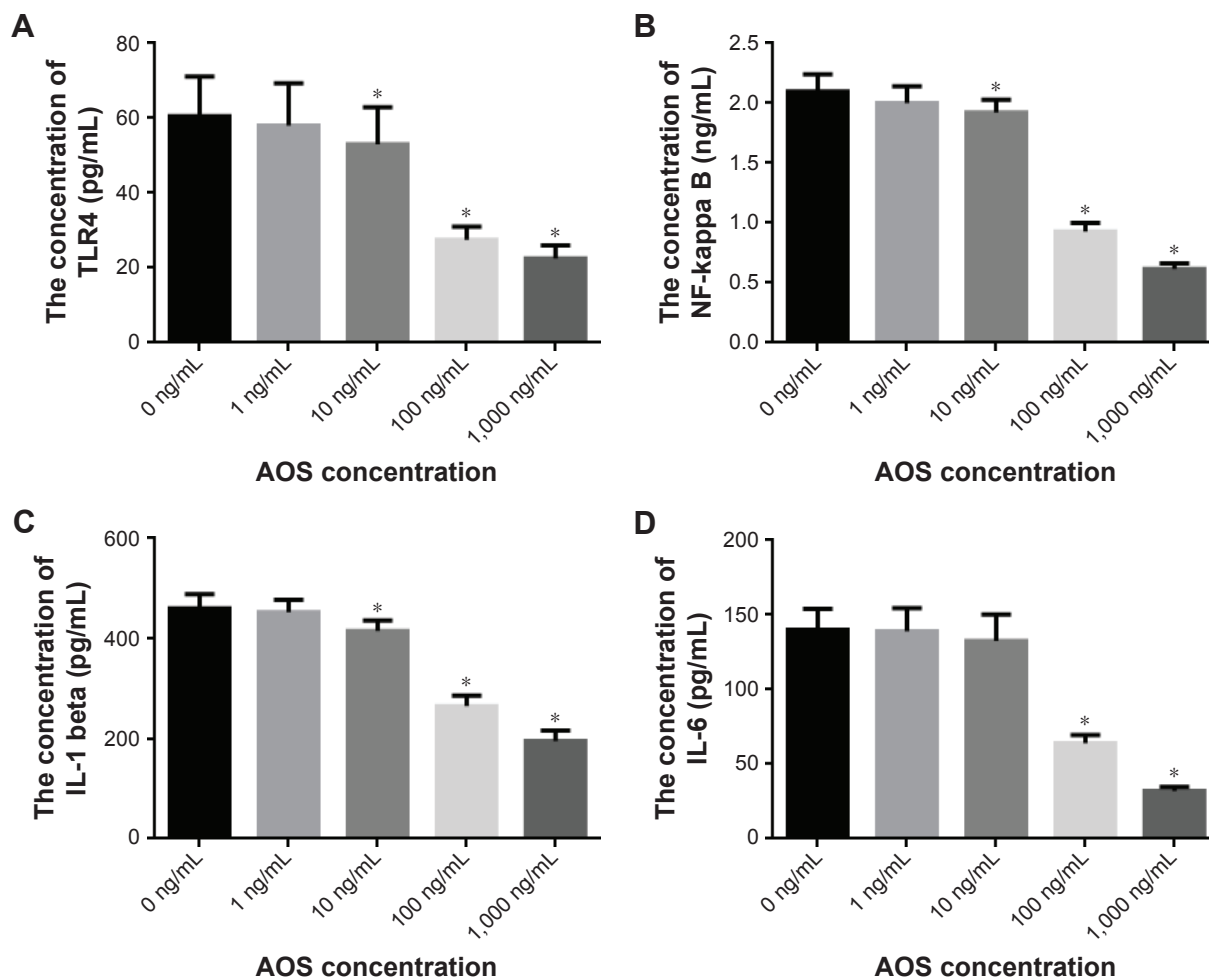 A
The concentration of
TLR4 (pg/mL)
80
60
40
20
0
*
*
*
0 ng/mL
1 ng/mL
10 ng/mL
100 ng/mL
1,000 ng/mL
AOS concentration
B
The concentration of
NF-kappa B (ng/mL)
2.5
2.0
1.5
1.0
0.5
0.0
*
*
*
0 ng/mL
1 ng/mL
10 ng/mL
100 ng/mL
1,000 ng/mL
AOS concentration
C
The concentration of
IL-1 beta (pg/mL)
600
400
200
0
*
*
*
0 ng/mL
1 ng/mL
10 ng/mL
100 ng/mL
1,000 ng/mL
AOS concentration
D
The concentration of
IL-6 (pg/mL)
200
150
100
50
0
*
*
0 ng/mL
1 ng/mL
10 ng/mL
100 ng/mL
1,000 ng/mL
AOS concentration